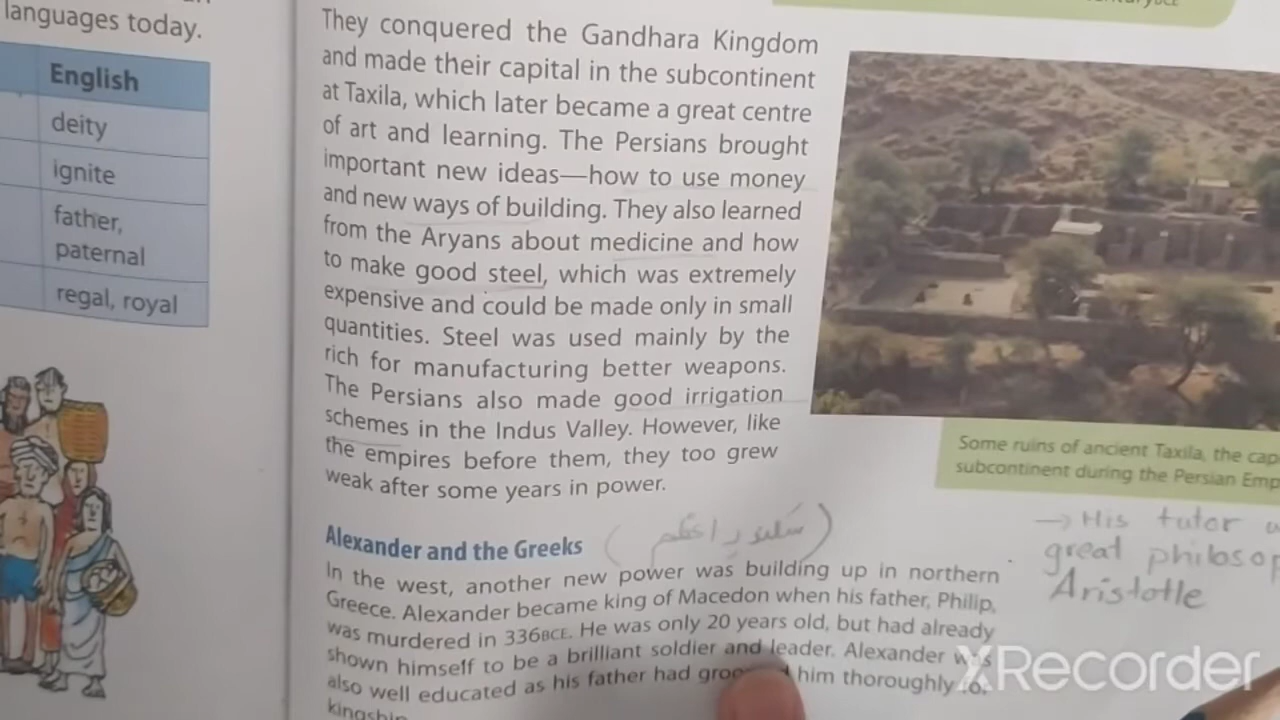 languages today.
English
deity
ignite
father,
paternal
regal, royal
They conquered the Gandhara Kingdom
and made their capital in the subcontinent
at Taxila, which later became a great centre
of art and learning. The Persians brought
important new ideas—how to use money
and new ways of building. They also learned
from the Aryans about medicine and how
to make good steel, which was extremely
expensive and could be made only in small
quantities. Steel was used mainly by the
rich for manufacturing better weapons.
The Persians also made good irrigation
schemes in the Indus Valley. However, like
the empires before them, they too grew
weak after some years in power.
Some ruins of ancient Taxila, the
subcontinent during the Persian
Alexander and the Greeks
In the west, another new power was building up in northern
Greece. Alexander became king of Macedon when his father, Philip,
was murdered in 336BCE. He was only 20 years old, but had already
shown himself to be a brilliant soldier and leader. Alexander was
also well educated as his father had him thoroughly
kingship
→ His tutor
great
Aristotle
XRecorder